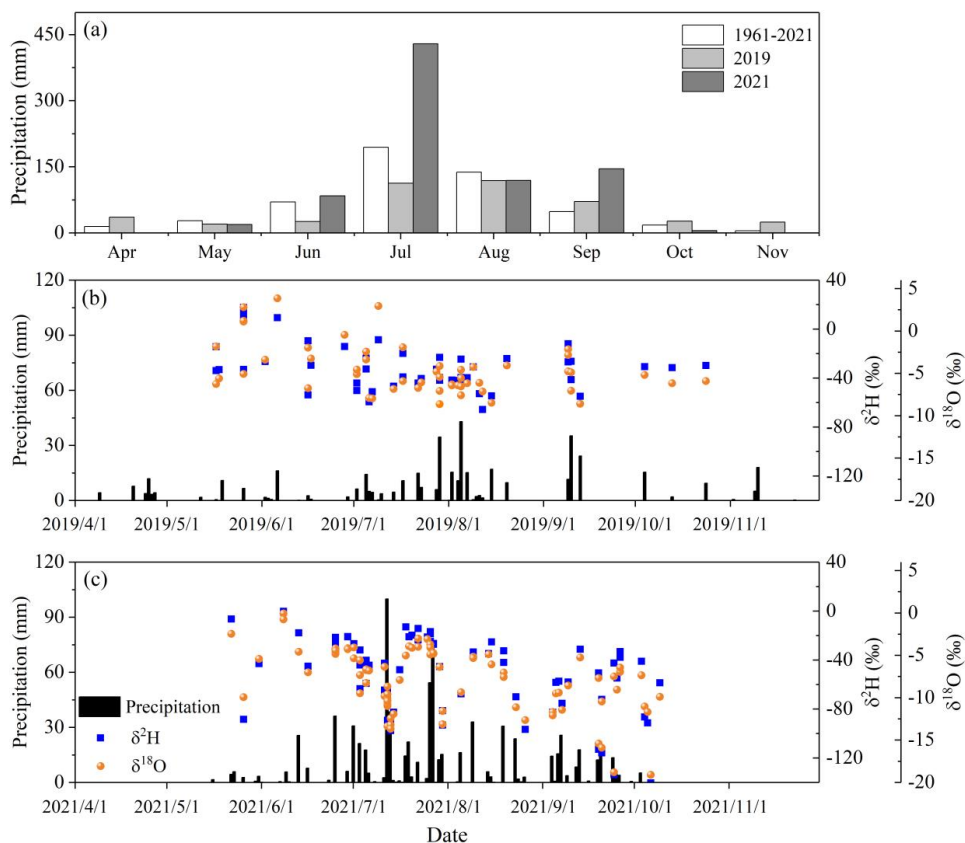 (a)
Precipitation (mm)
450
300
150
0
1961-2021
2019
2021
Apr May Jun Jul Aug Sep Oct Nov
(b)
Precipitation (mm)
120
90
60
30
0
40
0
-40
-80
-120
δ²H (‰)
5
0
-5
-10
-15
-20
δ¹⁸O (‰)
2019/4/1 2019/5/1 2019/6/1 2019/7/1 2019/8/1 2019/9/1 2019/10/1 2019/11/1
(c)
Precipitation (mm)
120
90
60
30
0
Precipitation
δ²H
δ¹⁸O
40
0
-40
-80
-120
δ²H (‰)
5
0
-5
-10
-15
-20
δ¹⁸O (‰)
2021/4/1 2021/5/1 2021/6/1 2021/7/1 2021/8/1 2021/9/1 2021/10/1 2021/11/1
Date